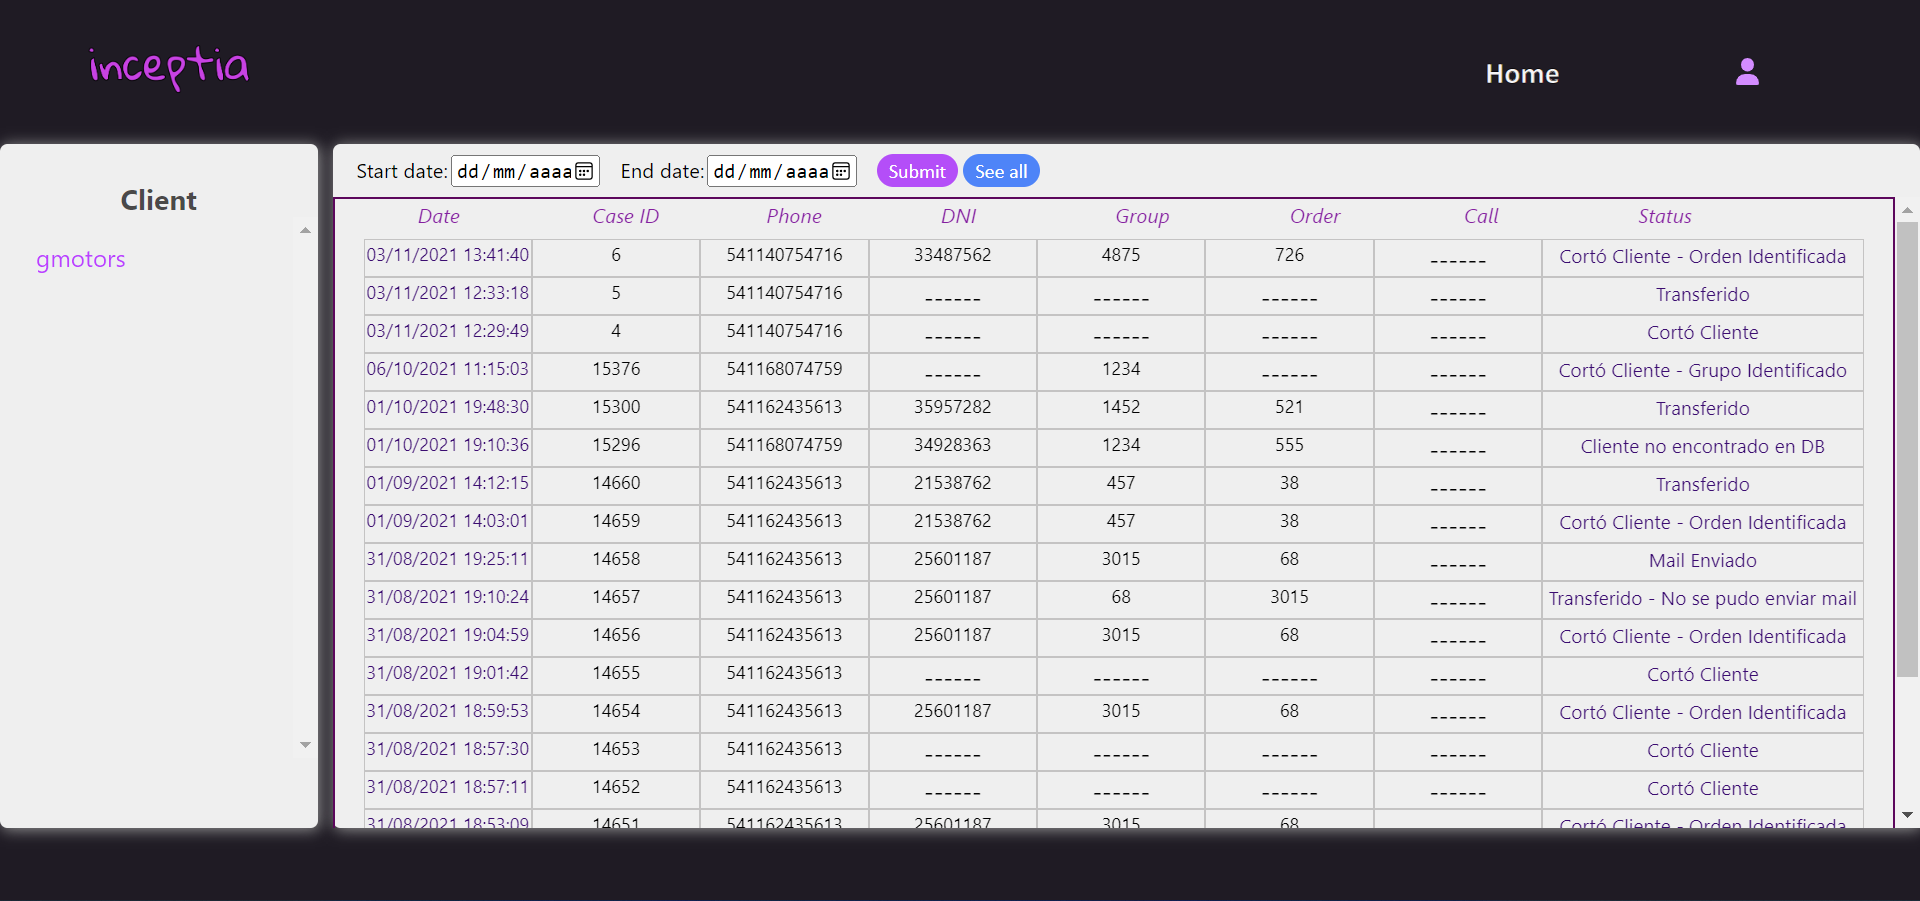 inceptia
Home
Client
gmotors
Start date: dd/mm/aaaa End date: dd/mm/aaaa Submit See all
Date Case ID Phone DNI Group Order Call Status
03/11/2021 13:41:40 6 541140754716 33487562 4875 726 ------ Cortó Cliente - Orden Identificada
03/11/2021 12:33:18 5 541140754716 ------ ------ ------ ------ Transferido
03/11/2021 12:29:49 4 541140754716 ------ ------ ------ ------ Cortó Cliente
06/10/2021 11:15:03 15376 541168074759 ------ 1234 ------ ------ Cortó Cliente - Grupo Identificado
01/10/2021 19:48:30 15300 541162435613 35957282 1452 521 ------ Transferido
01/10/2021 19:10:36 15296 541168074759 34928363 1234 555 ------ Cliente no encontrado en DB
01/09/2021 14:12:15 14660 541162435613 21538762 457 38 ------ Transferido
01/09/2021 14:03:01 14659 541162435613 21538762 457 38 ------ Cortó Cliente - Orden Identificada
31/08/2021 19:25:11 14658 541162435613 25601187 3015 68 ------ Mail Enviado
31/08/2021 19:10:24 14657 541162435613 25601187 68 3015 ------ Transferido - No se pudo enviar mail
31/08/2021 19:04:59 14656 541162435613 25601187 3015 68 ------ Cortó Cliente - Orden Identificada
31/08/2021 19:01:42 14655 541162435613 ------ ------ ------ ------ Cortó Cliente
31/08/2021 18:59:53 14654 541162435613 25601187 3015 68 ------ Cortó Cliente - Orden Identificada
31/08/2021 18:57:30 14653 541162435613 ------ ------ ------ ------ Cortó Cliente
31/08/2021 18:57:11 14652 541162435613 ------ ------ ------ ------ Cortó Cliente
31/08/2021 18:53:09 14651 541162435613 25601187 3015 68 Cortó Cliente - Orden Identificada